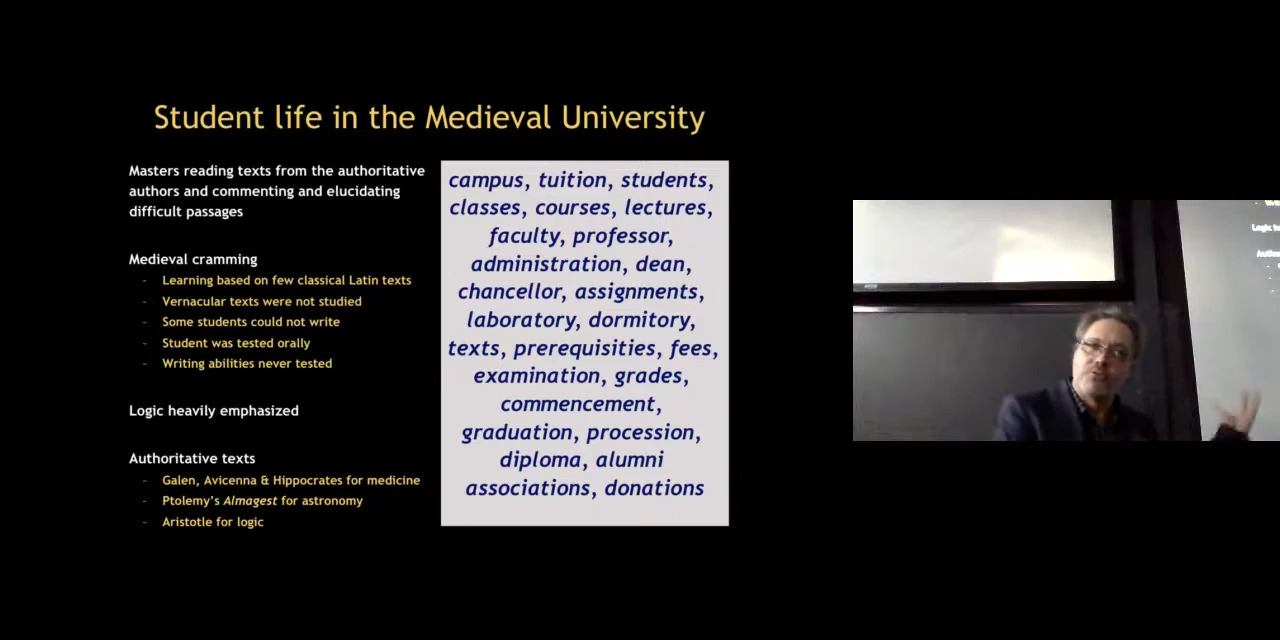 Student life in the Medieval University
Masters reading texts from the authoritative
authors and commenting and elucidating
difficult passages
Medieval cramming
- Learning based on few classical Latin texts
- Vernacular texts were not studied
- Some students could not write
- Student was tested orally
- Writing abilities never tested
Logic heavily emphasized
Authoritative texts
- Galen, Avicenna & Hippocrates for medicine
- Ptolemy's Almagest for astronomy
- Aristotle for logic
campus, tuition, students,
classes, courses, lectures,
faculty, professor,
administration, dean,
chancellor, assignments,
laboratory, dormitory,
texts, prerequisities, fees,
examination, grades,
commencement,
graduation, procession,
diploma, alumni
associations, donations
Logic